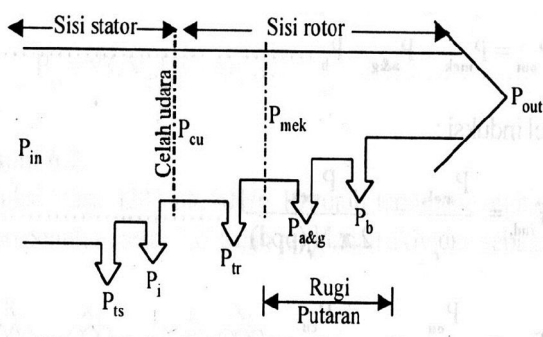 Sisi stator
Sisi rotor
P_out
Celah udara
P_cu
P_mek
P_in
P_b
P_a&g
P_tr
P_i
P_ts
Rugi
Putaran